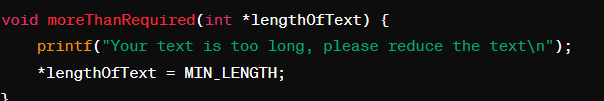 void moreThanRequired(int *lengthOfText) {
    printf("Your text is too long, please reduce the text\n");
    *lengthOfText = MIN_LENGTH;
}